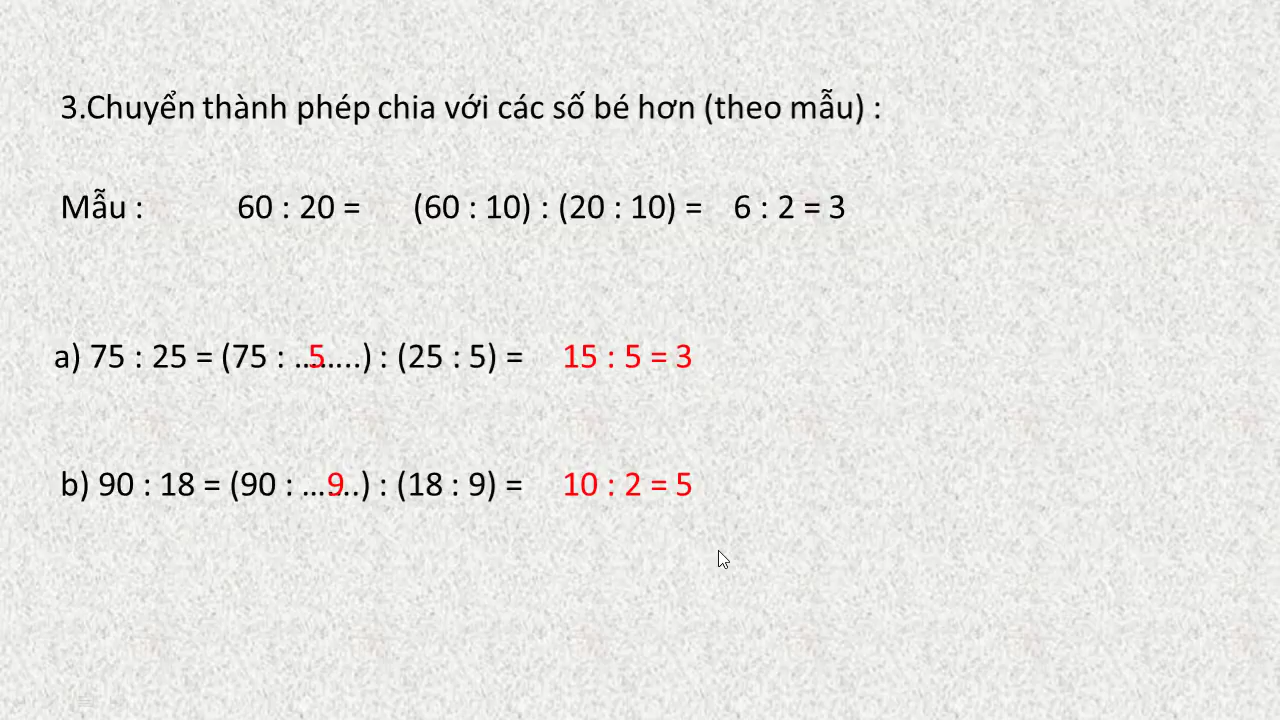 3.Chuyển thành phép chia với các số bé hơn (theo mẫu) :
Mẫu : 60 : 20 = (60 : 10) : (20 : 10) = 6 : 2 = 3
a) 75 : 25 = (75 : ...5.....) : (25 : 5) = 15 : 5 = 3
b) 90 : 18 = (90 : ....9...) : (18 : 9) = 10 : 2 = 5